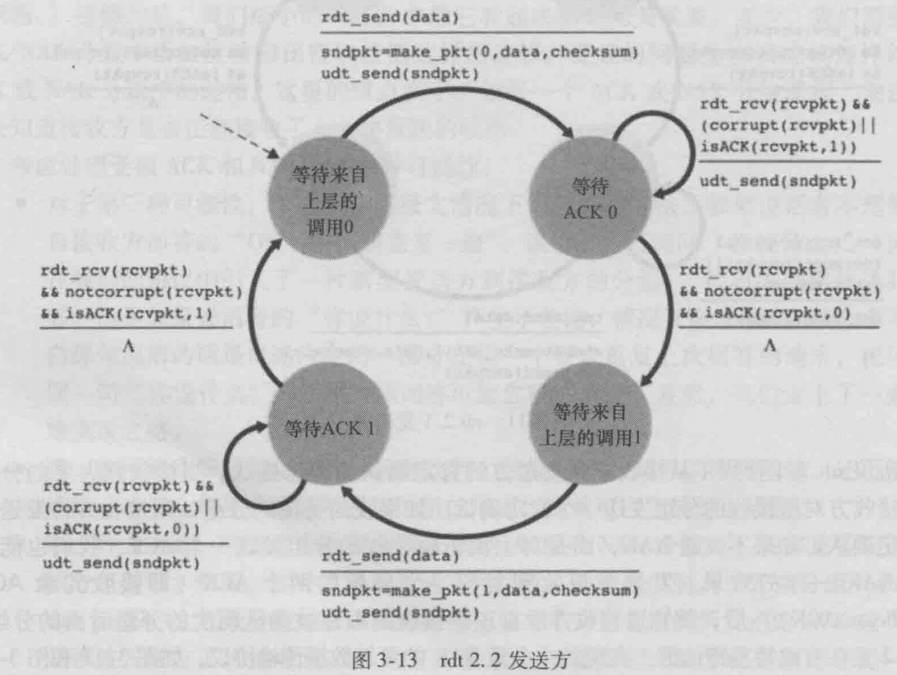 rdt_send(data)
sndpkt=make_pkt(0,data,checksum)
udt_send(sndpkt)
rdt_rcv(rcvpkt)&&
(corrupt(rcvpkt)||
isACK(rcvpkt,1))
udt_send(sndpkt)
等待来自
上层的
调用0
等待
ACK 0
rdt_rcv(rcvpkt)
&& notcorrupt(rcvpkt)
&& isACK(rcvpkt,1)
Λ
rdt_rcv(rcvpkt)
&& notcorrupt(rcvpkt)
&& isACK(rcvpkt,0)
Λ
等待ACK 1
等待来自
上层的调用1
rdt_rcv(rcvpkt)&&
(corrupt(rcvpkt)||
isACK(rcvpkt,0))
udt_send(sndpkt)
rdt_send(data)
sndpkt=make_pkt(1,data,checksum)
udt_send(sndpkt)
图 3-13 rdt 2.2 发送方